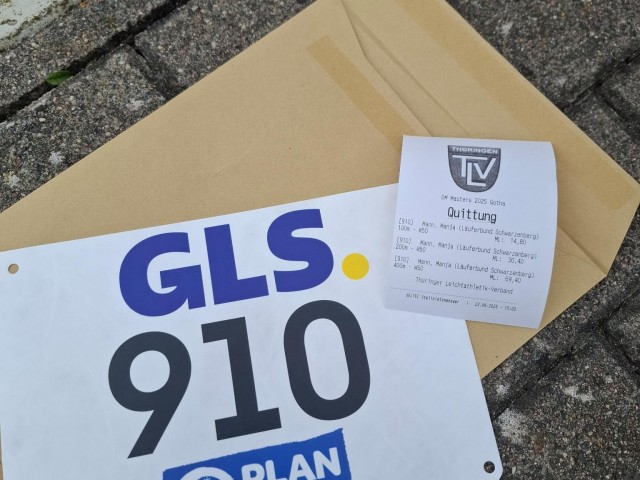 THÜRINGEN
TLV
DM Masters 2025 Gotha
Quittung
[910] Mann, Manja (Läuferbund Schwarzenberg)
100m - W50 ML: 14,80
[910] Mann, Manja (Läuferbund Schwarzenberg)
200m - W50 ML: 30,40
[910] Mann, Manja (Läuferbund Schwarzenberg)
400m - W50 ML: 69,40
Thüringer Leichtathletik-Verband
GLS.
910
PLAN